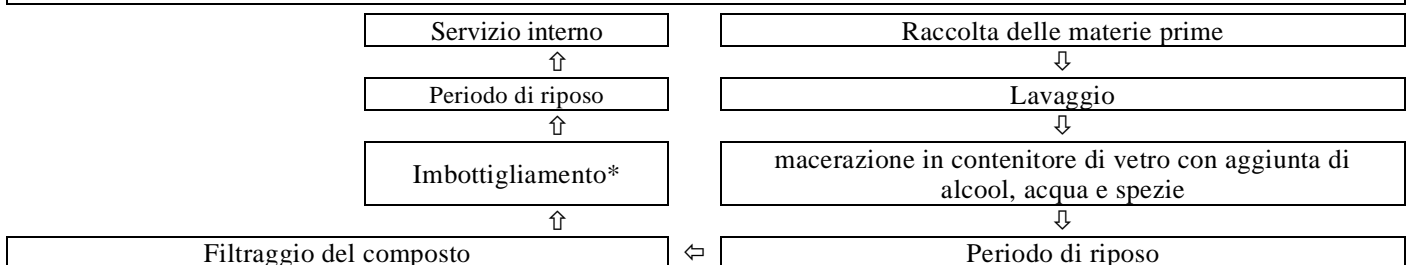 Servizio interno
Raccolta delle materie prime
⇧
⇩
Periodo di riposo
Lavaggio
⇧
⇩
Imbottigliamento*
macerazione in contenitore di vetro con aggiunta di
alcool, acqua e spezie
⇧
⇩
Filtraggio del composto
⇦
Periodo di riposo